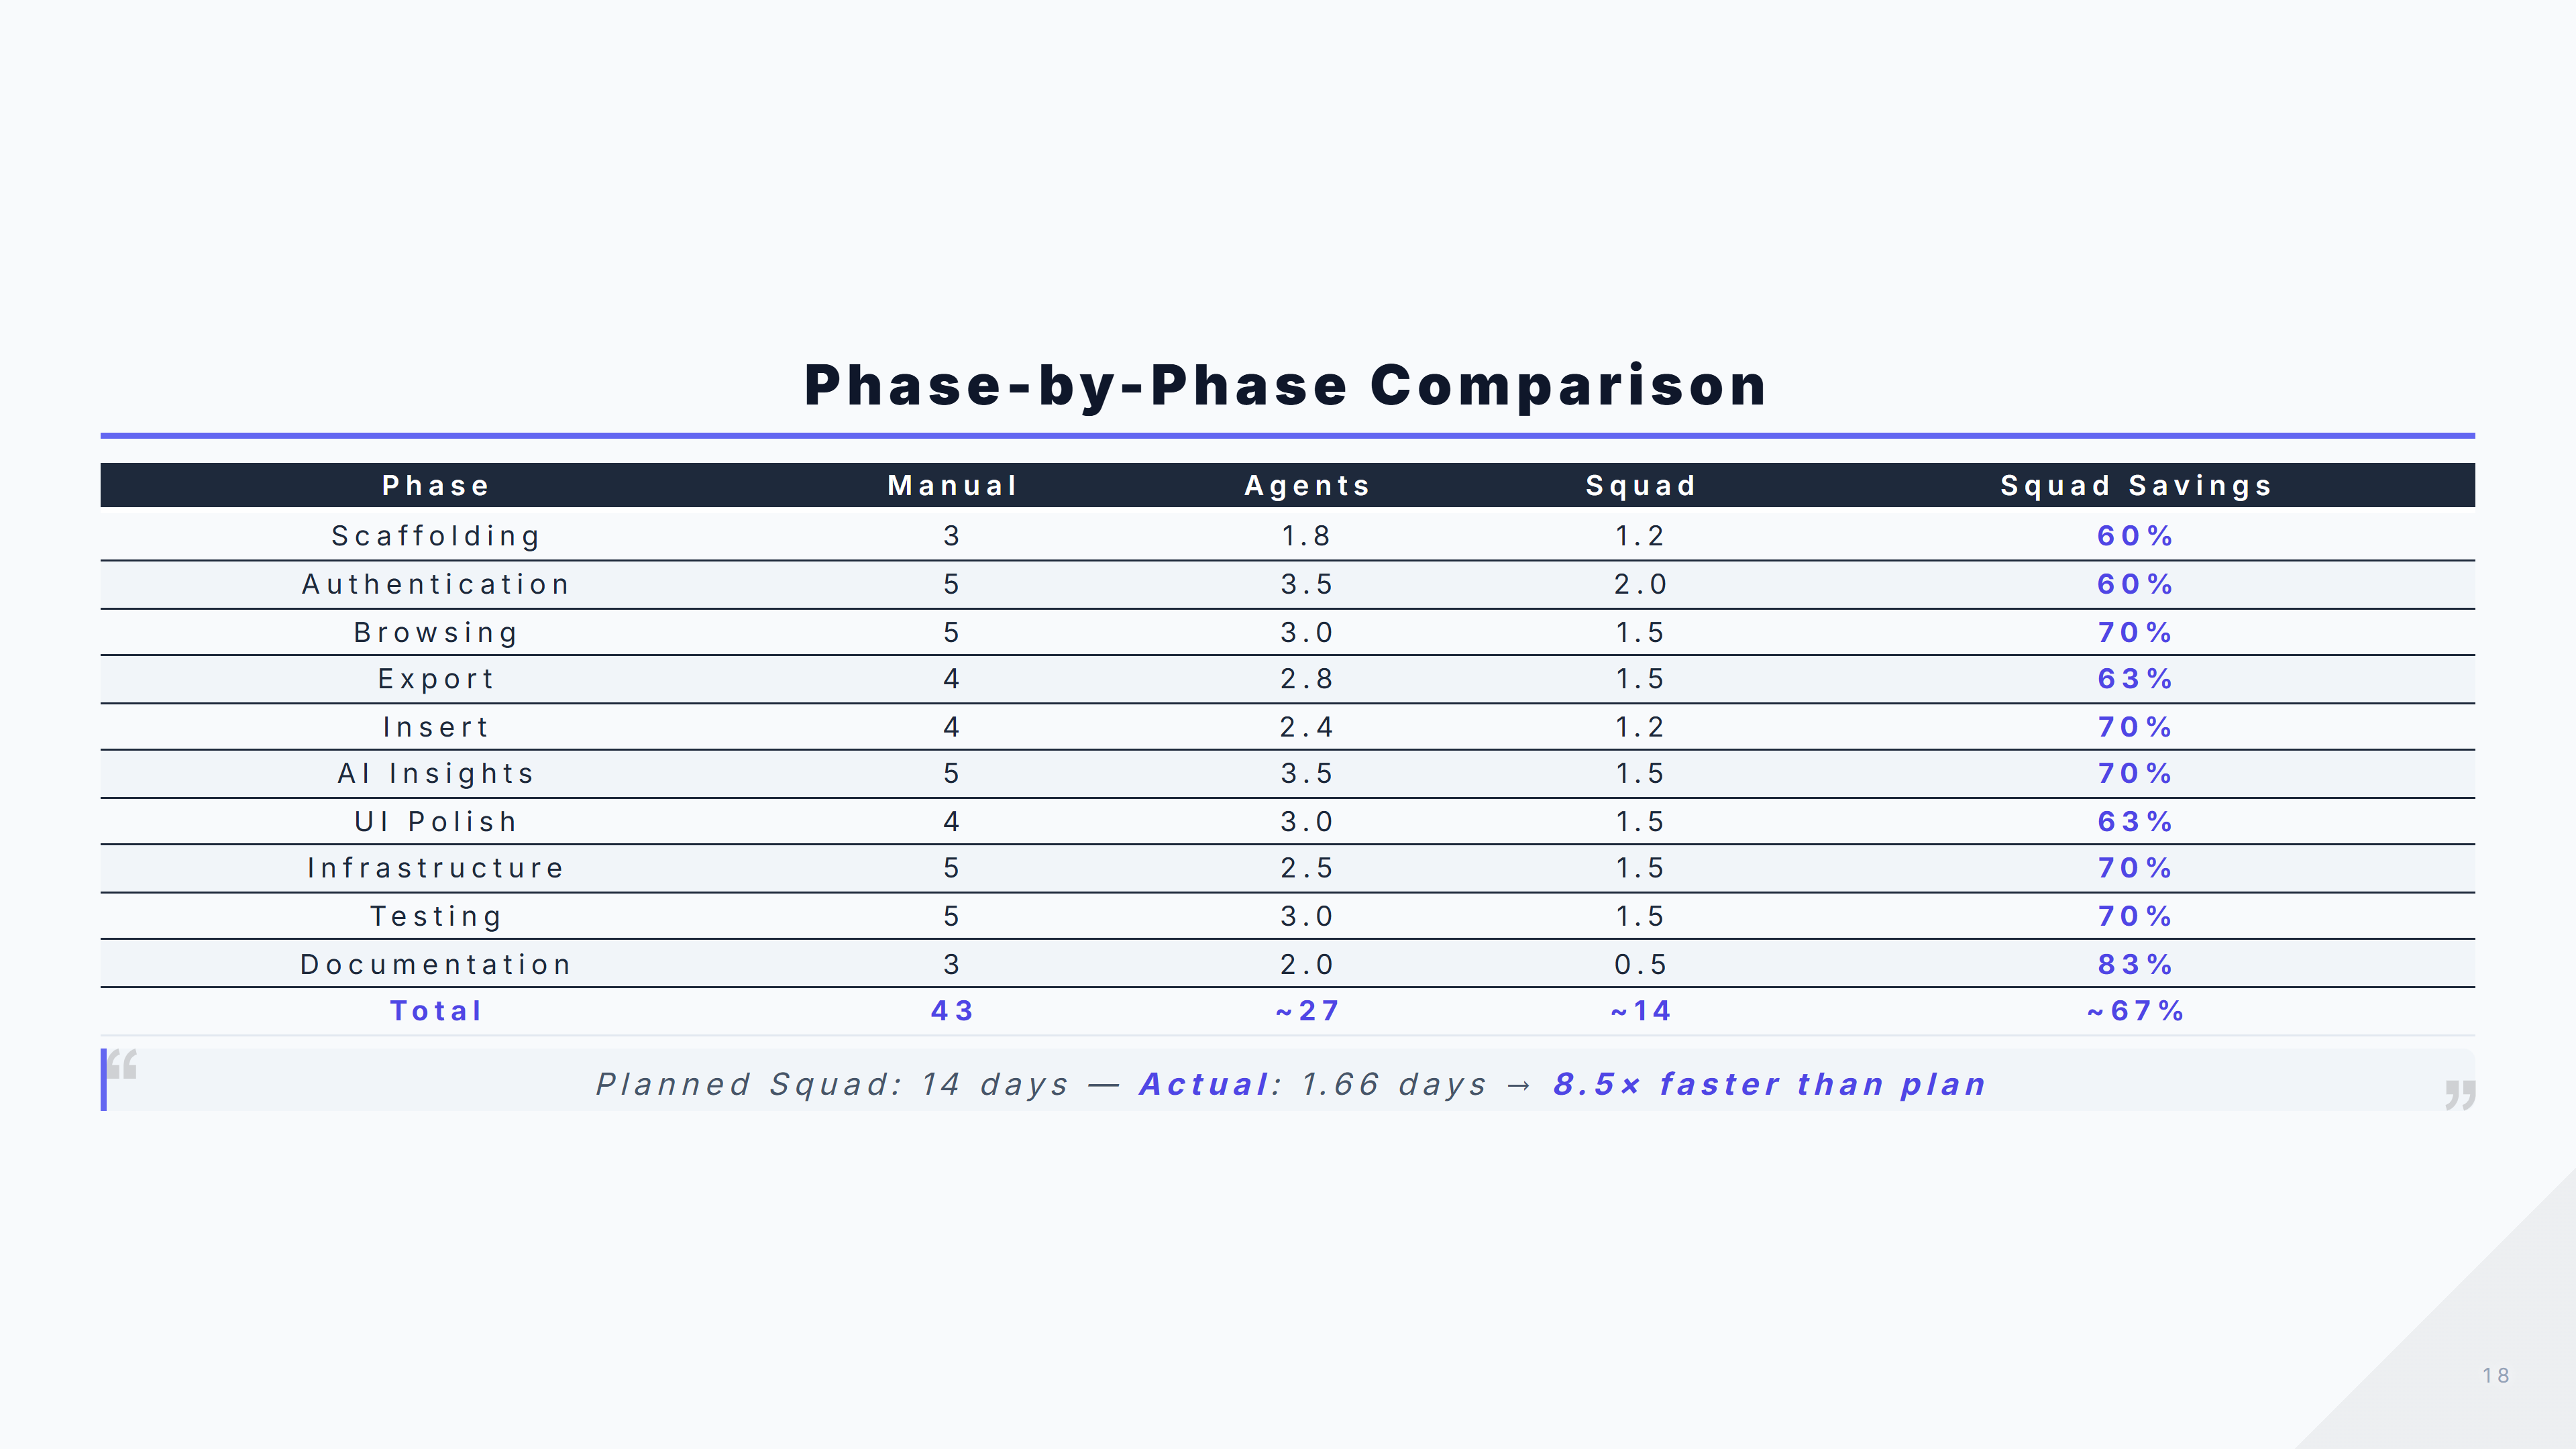 Phase-by-Phase Comparison
Phase Manual Agents Squad Squad Savings
Scaffolding 3 1.8 1.2 60%
Authentication 5 3.5 2.0 60%
Browsing 5 3.0 1.5 70%
Export 4 2.8 1.5 63%
Insert 4 2.4 1.2 70%
AI Insights 5 3.5 1.5 70%
UI Polish 4 3.0 1.5 63%
Infrastructure 5 2.5 1.5 70%
Testing 5 3.0 1.5 70%
Documentation 3 2.0 0.5 83%
Total 43 ~27 ~14 ~67%
“ Planned Squad: 14 days — Actual: 1.66 days → 8.5× faster than plan ”
18